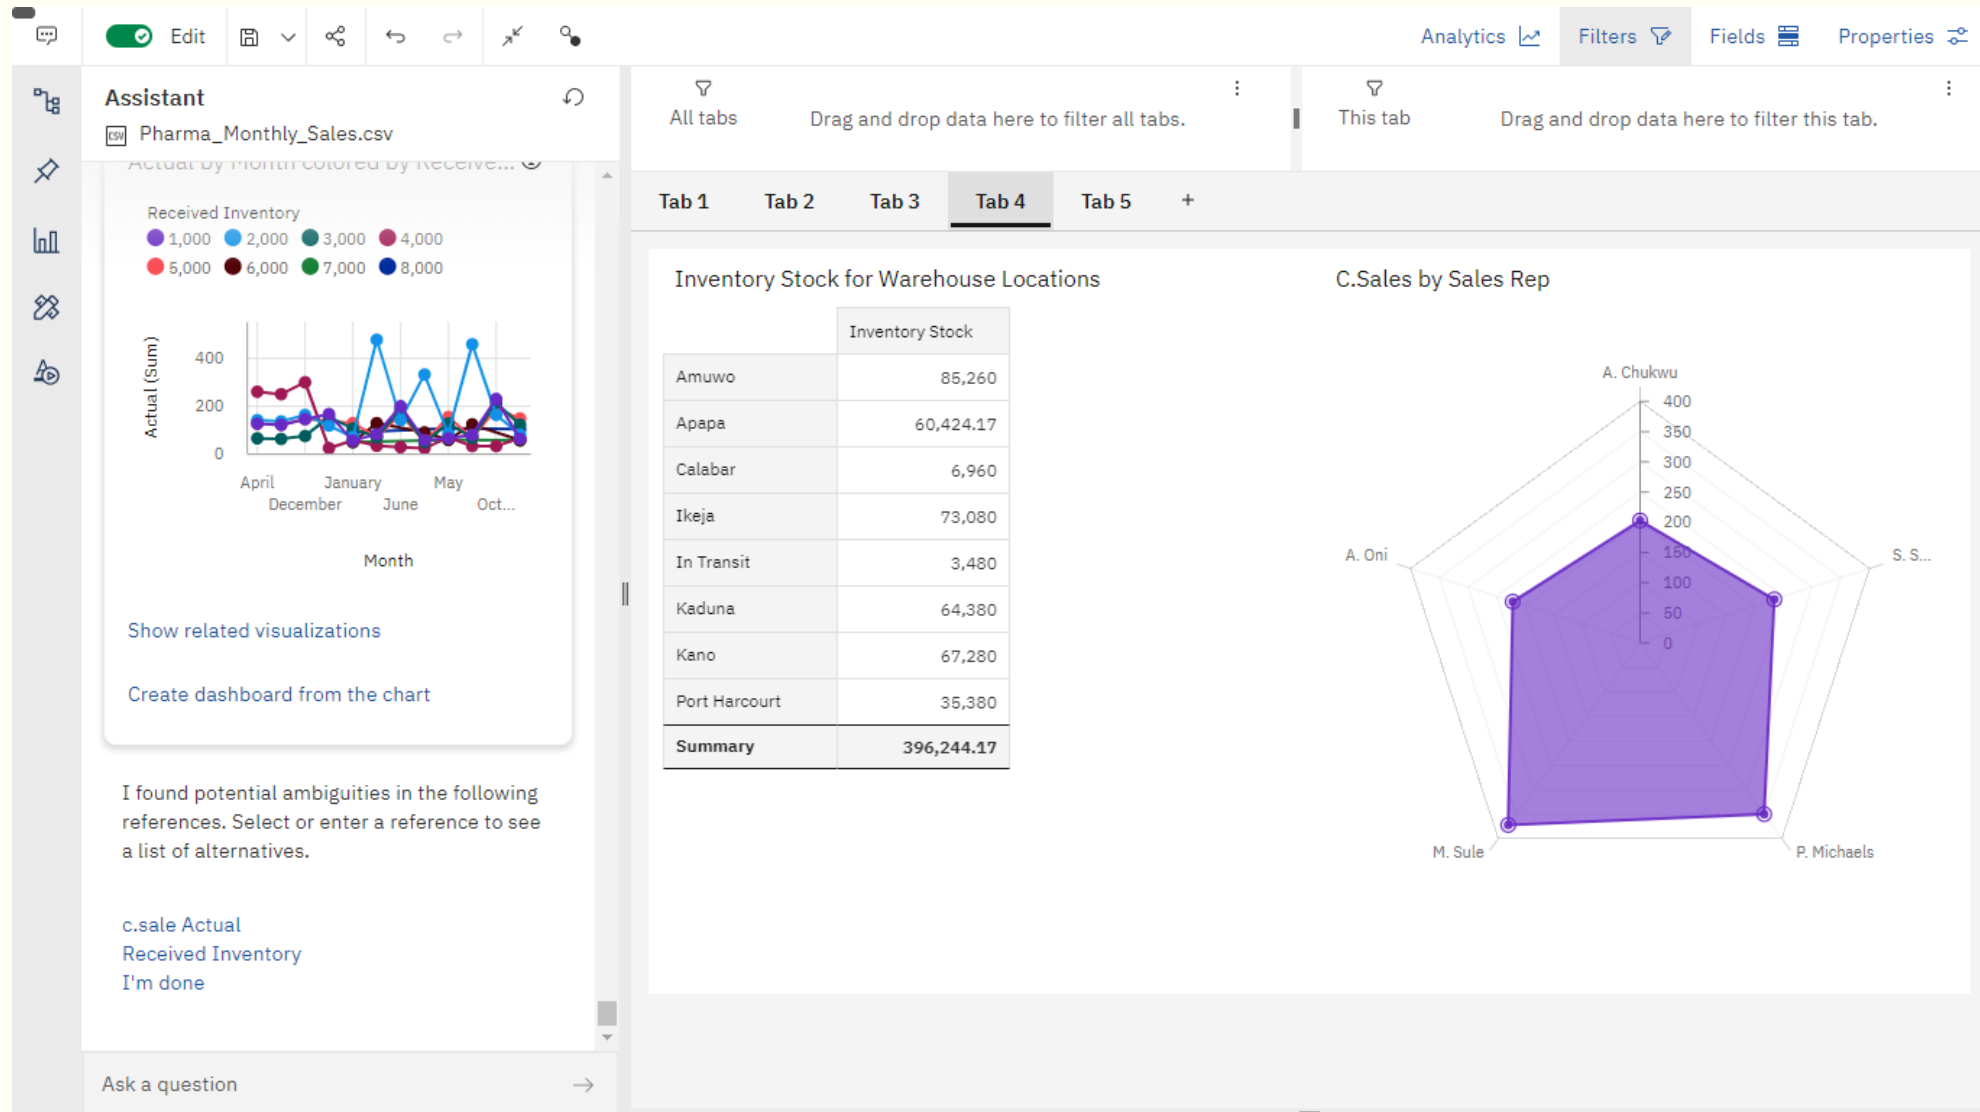 Edit
Analytics
Filters
Fields
Properties
Assistant
CSV Pharma_Monthly_Sales.csv
Actual by Month colored by Receive...
Received Inventory
1,000 2,000 3,000 4,000
5,000 6,000 7,000 8,000
Actual (Sum)
400
200
0
April January May
December June Oct...
Month
Show related visualizations
Create dashboard from the chart
I found potential ambiguities in the following
references. Select or enter a reference to see
a list of alternatives.
c.sale Actual
Received Inventory
I'm done
Ask a question
All tabs
Drag and drop data here to filter all tabs.
This tab
Drag and drop data here to filter this tab.
Tab 1 Tab 2 Tab 3 Tab 4 Tab 5 +
Inventory Stock for Warehouse Locations
Inventory Stock
Amuwo 85,260
Apapa 60,424.17
Calabar 6,960
Ikeja 73,080
In Transit 3,480
Kaduna 64,380
Kano 67,280
Port Harcourt 35,380
Summary 396,244.17
C.Sales by Sales Rep
A. Chukwu
400
350
300
250
200
150
100
50
0
A. Oni
S. S...
M. Sule
P. Michaels